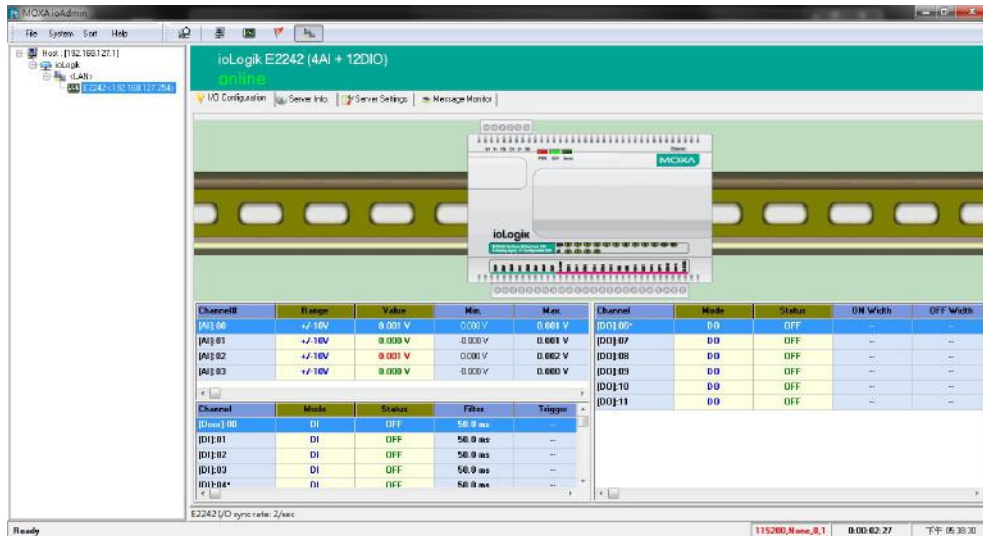 MOXA ioAdmin
File System Sort Help
Host : [192.168.127.1]
ioLogik
<LAN>
E2242-(192.168.127.254)
ioLogik E2242 (4AI + 12DIO)
online
I/O Configuration Server Info. Server Settings Message Monitor
MOXA
ioLogik
Channel# Range Value Min. Max.
[AI]:00 +/-10V 0.001 V 0.000 V 0.001 V
[AI]:01 +/-10V 0.000 V -0.000 V 0.001 V
[AI]:02 +/-10V 0.001 V 0.000 V 0.002 V
[AI]:03 +/-10V 0.000 V -0.000 V 0.000 V
Channel Mode Status Filter Trigger
[Door]:00 DI OFF 50.0 ms --
[DI]:01 DI OFF 50.0 ms --
[DI]:02 DI OFF 50.0 ms --
[DI]:03 DI OFF 50.0 ms --
[DI]:04* DI OFF 50.0 ms --
Channel Mode Status ON Width OFF Width
[DO]:06* DO OFF -- --
[DO]:07 DO OFF -- --
[DO]:08 DO OFF -- --
[DO]:09 DO OFF -- --
[DO]:10 DO OFF -- --
[DO]:11 DO OFF -- --
E2242 I/O sync rate: 2/sec
Ready 115200,None,8,1 0:00:02:27 下午 05:38:30